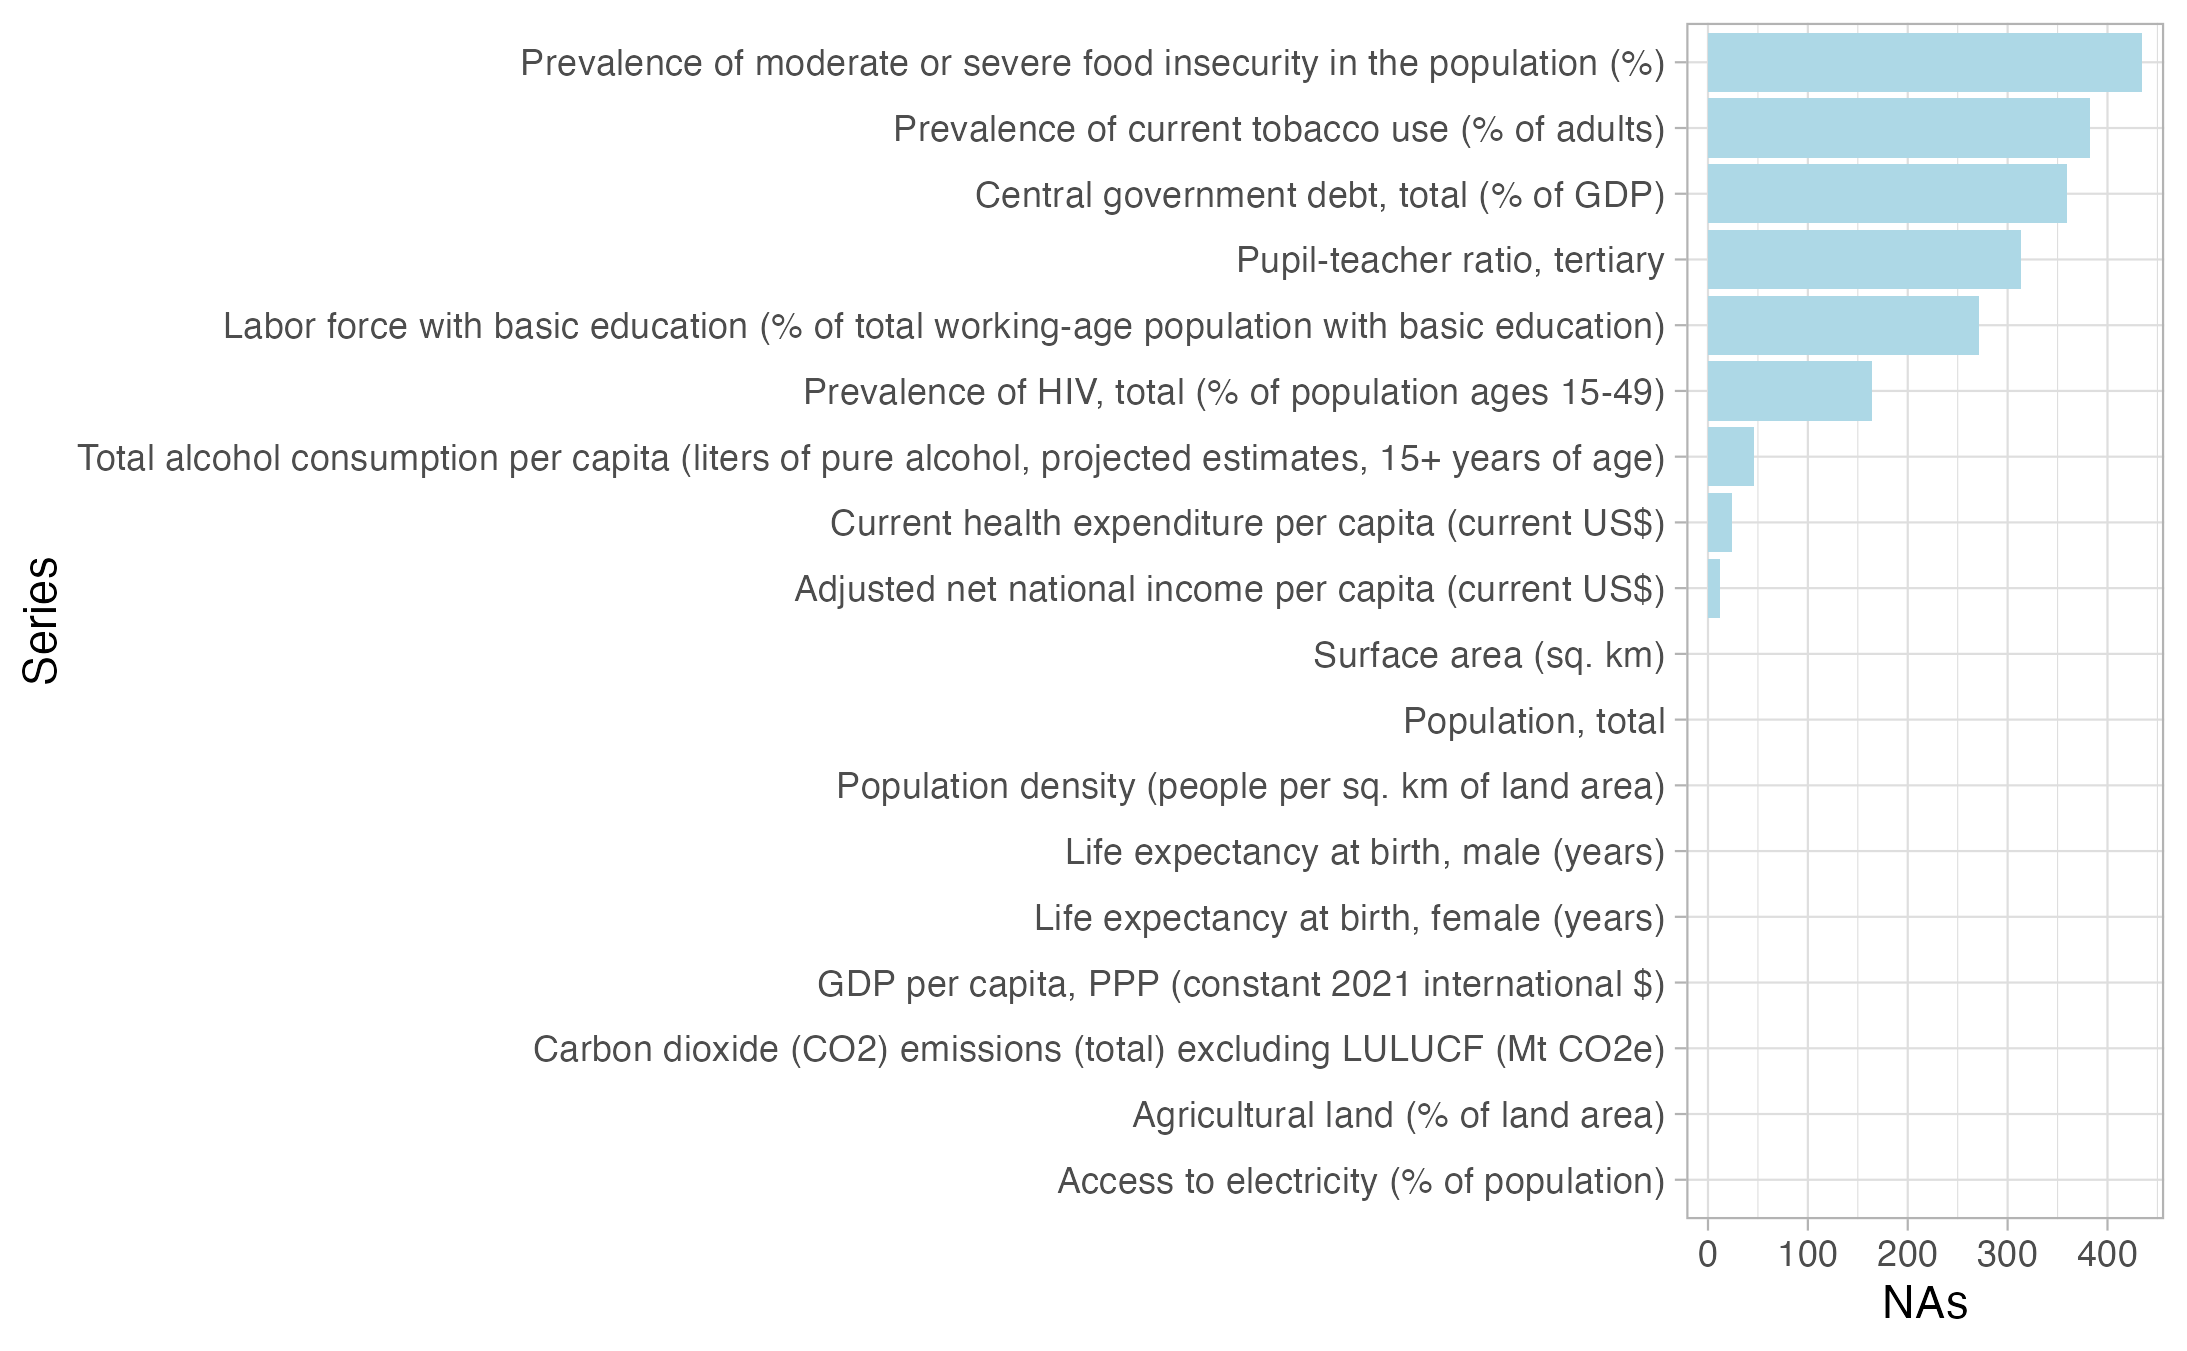 Prevalence of moderate or severe food insecurity in the population (%)
Prevalence of current tobacco use (% of adults)
Central government debt, total (% of GDP)
Pupil-teacher ratio, tertiary
Labor force with basic education (% of total working-age population with basic education)
Prevalence of HIV, total (% of population ages 15-49)
Total alcohol consumption per capita (liters of pure alcohol, projected estimates, 15+ years of age)
Current health expenditure per capita (current US$)
Adjusted net national income per capita (current US$)
Surface area (sq. km)
Population, total
Population density (people per sq. km of land area)
Life expectancy at birth, male (years)
Life expectancy at birth, female (years)
GDP per capita, PPP (constant 2021 international $)
Carbon dioxide (CO2) emissions (total) excluding LULUCF (Mt CO2e)
Agricultural land (% of land area)
Access to electricity (% of population)
Series
0 100 200 300 400
NAs